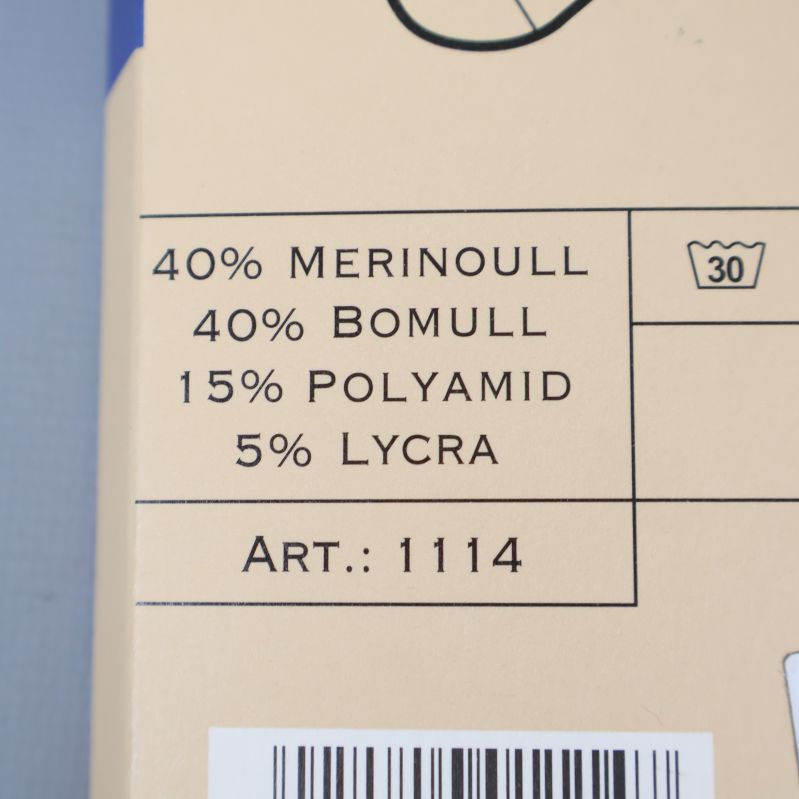 40% MERINOULL
30
40% BOMULL
15% POLYAMID
5% LYCRA
ART.: 1114